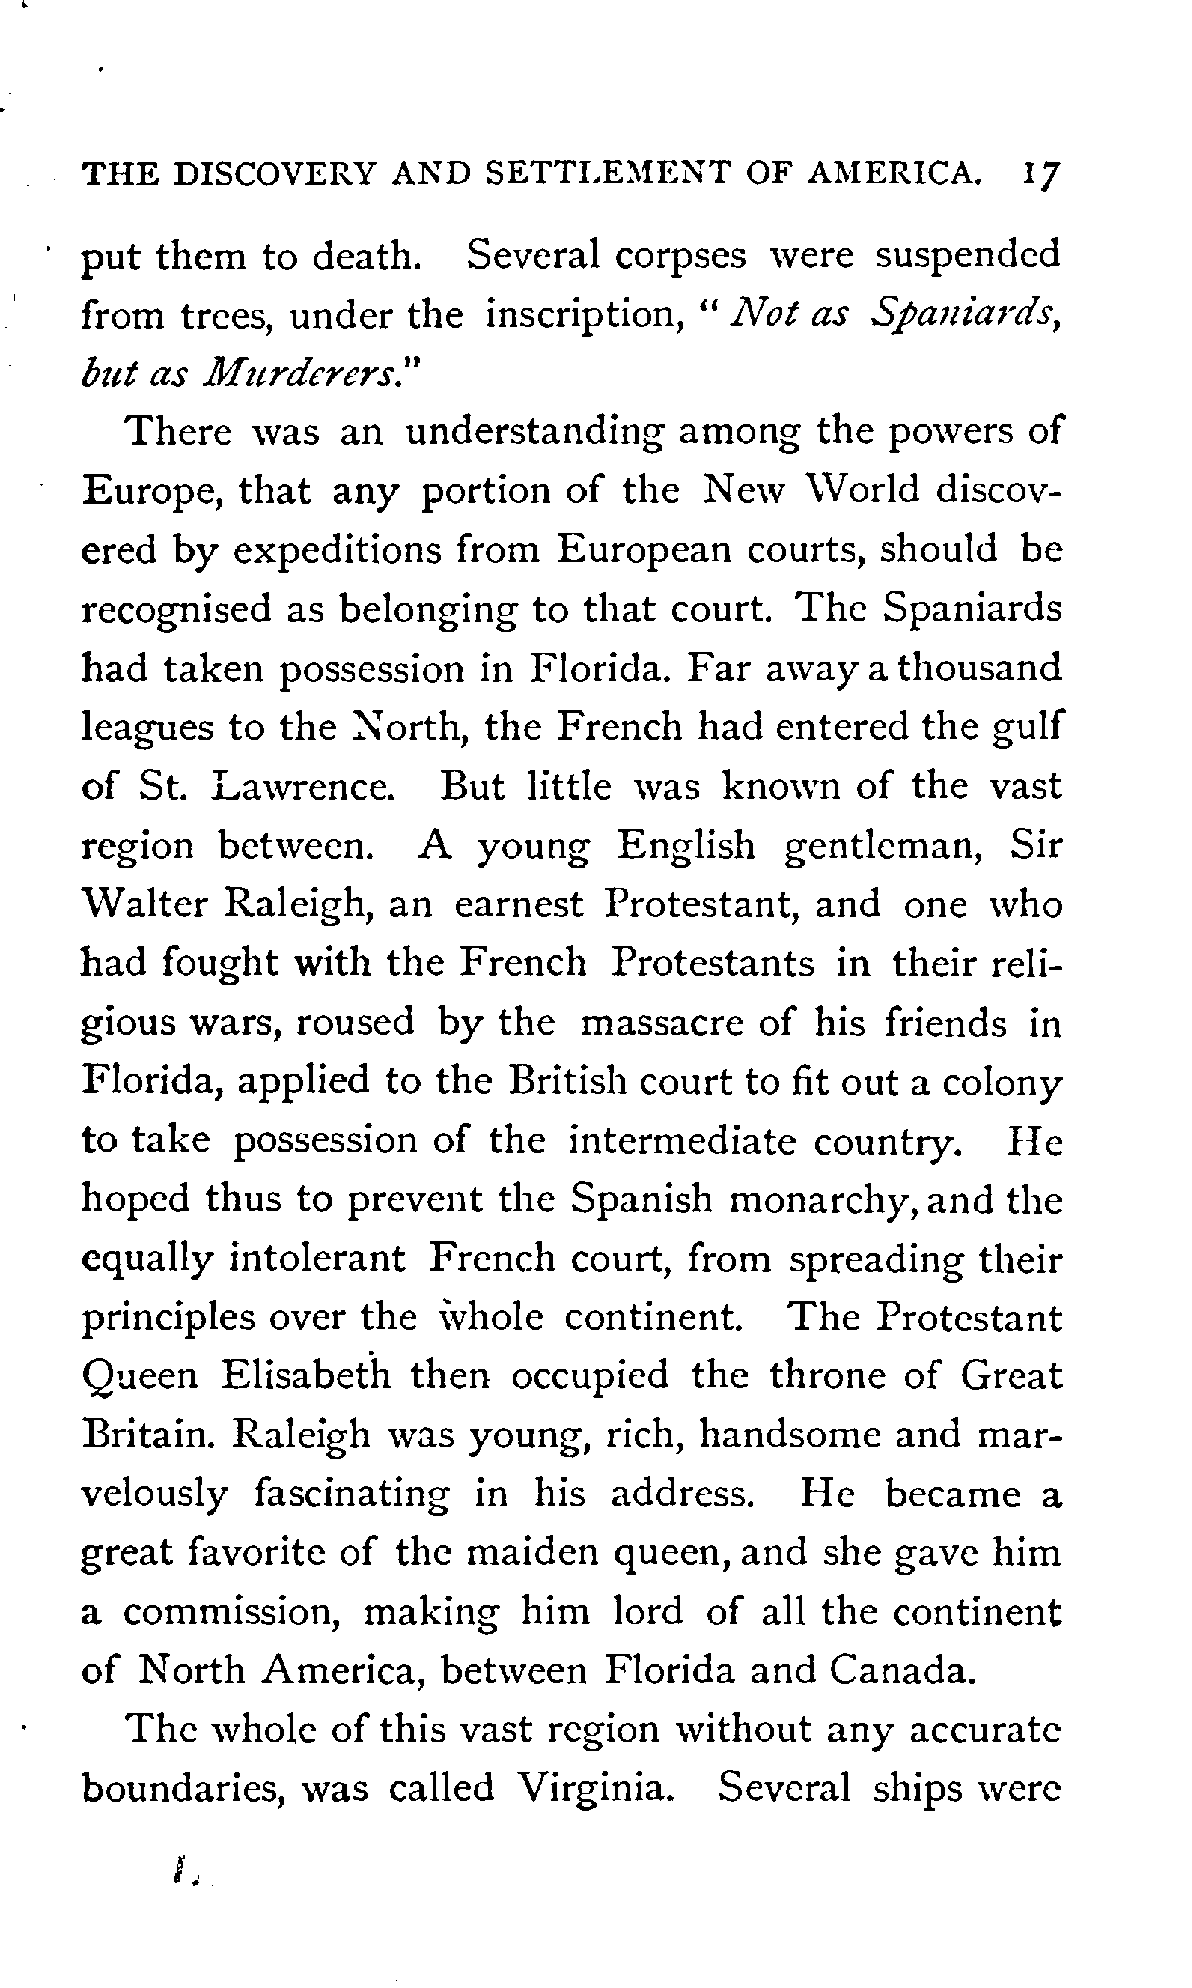 THE DISCOVERY AND SETTLEMENT OF AMERICA. 17
put them to death. Several corpses were suspended
from trees, under the inscription, “ Not as Spaniards,
but as Murderers."
There was an understanding among the powers of
Europe, that any portion of the New World discov-
ered by expeditions from European courts, should be
recognised as belonging to that court. The Spaniards
had taken possession in Florida. Far away a thousand
leagues to the North, the French had entered the gulf
of St. Lawrence. But little was known of the vast
region between. A young English gentleman, Sir
Walter Raleigh, an earnest Protestant, and one who
had fought with the French Protestants in their reli-
gious wars, roused by the massacre of his friends in
Florida, applied to the British court to fit out a colony
to take possession of the intermediate country. He
hoped thus to prevent the Spanish monarchy, and the
equally intolerant French court, from spreading their
principles over the whole continent. The Protestant
Queen Elisabeth then occupied the throne of Great
Britain. Raleigh was young, rich, handsome and mar-
velously fascinating in his address. He became a
great favorite of the maiden queen, and she gave him
a commission, making him lord of all the continent
of North America, between Florida and Canada.
The whole of this vast region without any accurate
boundaries, was called Virginia. Several ships were